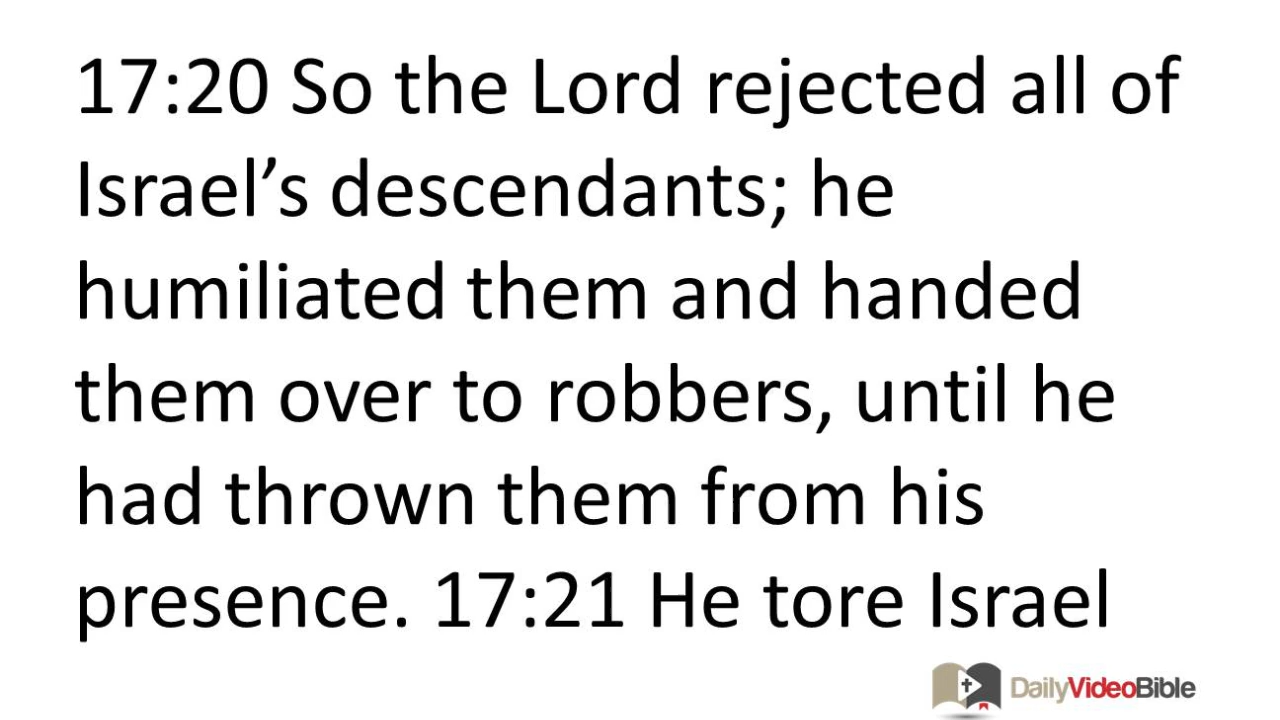 17:20 So the Lord rejected all of
Israel’s descendants; he
humiliated them and handed
them over to robbers, until he
had thrown them from his
presence. 17:21 He tore Israel
DailyVideoBible